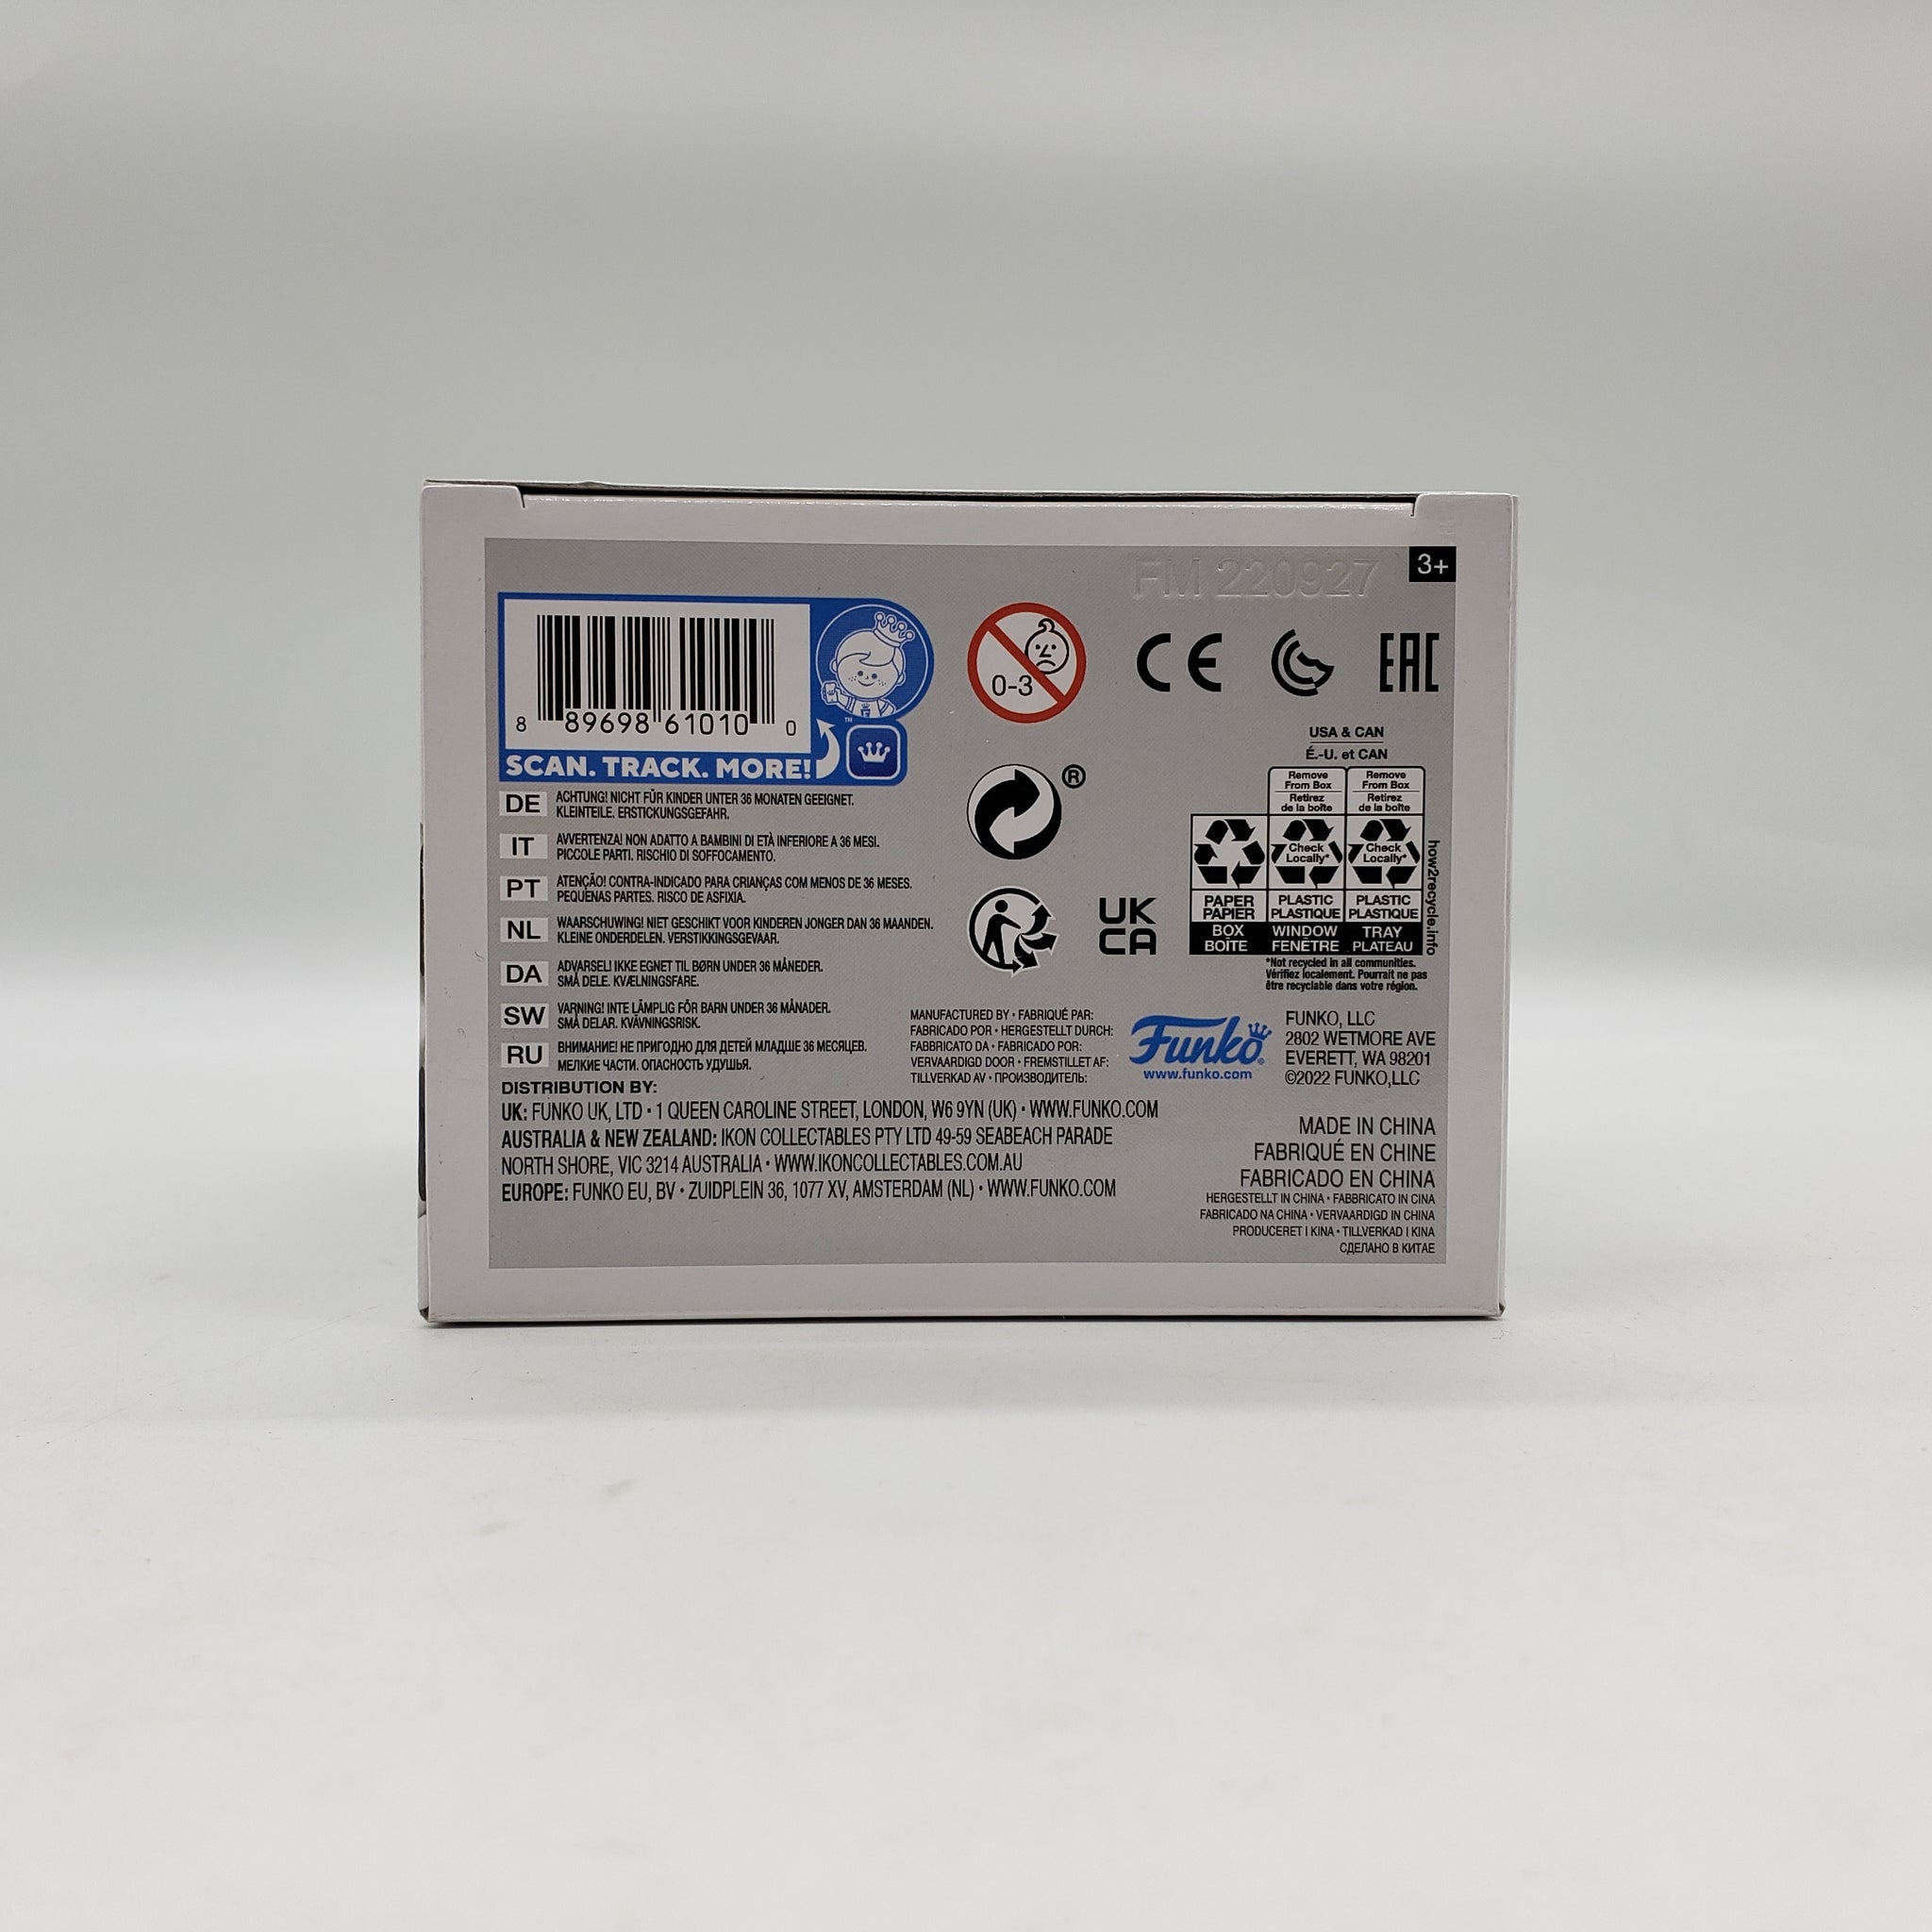 FM 220927
3+
8 89698 61010 0
™
SCAN. TRACK. MORE!
0-3
CE
EAC
®
UK
CA
USA & CAN
É.-U. et CAN
Remove
From Box
Retirez
de la boîte
Remove
From Box
Retirez
de la boîte
Check
Locally*
Check
Locally*
PAPER
PAPIER
PLASTIC
PLASTIQUE
PLASTIC
PLASTIQUE
BOX
BOÎTE
WINDOW
FENÊTRE
TRAY
PLATEAU
how2recycle.info
*Not recycled in all communities.
Vérifiez localement. Pourrait ne pas
être recyclable dans votre région.
DE ACHTUNG! NICHT FÜR KINDER UNTER 36 MONATEN GEEIGNET.
KLEINTEILE. ERSTICKUNGSGEFAHR.
IT AVVERTENZA! NON ADATTO A BAMBINI DI ETÀ INFERIORE A 36 MESI.
PICCOLE PARTI. RISCHIO DI SOFFOCAMENTO.
PT ATENÇÃO! CONTRA-INDICADO PARA CRIANÇAS COM MENOS DE 36 MESES.
PEQUENAS PARTES. RISCO DE ASFIXIA.
NL WAARSCHUWING! NIET GESCHIKT VOOR KINDEREN JONGER DAN 36 MAANDEN.
KLEINE ONDERDELEN. VERSTIKKINGSGEVAAR.
DA ADVARSEL! IKKE EGNET TIL BØRN UNDER 36 MÅNEDER.
SMÅ DELE. KVÆLNINGSFARE.
SW VARNING! INTE LÄMPLIG FÖR BARN UNDER 36 MÅNADER.
SMÅ DELAR. KVÄVNINGSRISK.
RU ВНИМАНИЕ! НЕ ПРИГОДНО ДЛЯ ДЕТЕЙ МЛАДШЕ 36 МЕСЯЦЕВ.
МЕЛКИЕ ЧАСТИ. ОПАСНОСТЬ УДУШЬЯ.
MANUFACTURED BY • FABRIQUÉ PAR:
FABRICADO POR • HERGESTELLT DURCH:
FABBRICATO DA • FABRICADO POR:
VERVAARDIGD DOOR • FREMSTILLET AF:
TILLVERKAD AV • ПРОИЗВОДИТЕЛЬ:
Funko
www.funko.com
FUNKO, LLC
2802 WETMORE AVE
EVERETT, WA 98201
©2022 FUNKO,LLC
DISTRIBUTION BY:
UK: FUNKO UK, LTD • 1 QUEEN CAROLINE STREET, LONDON, W6 9YN (UK) • WWW.FUNKO.COM
AUSTRALIA & NEW ZEALAND: IKON COLLECTABLES PTY LTD 49-59 SEABEACH PARADE
NORTH SHORE, VIC 3214 AUSTRALIA • WWW.IKONCOLLECTABLES.COM.AU
EUROPE: FUNKO EU, BV • ZUIDPLEIN 36, 1077 XV, AMSTERDAM (NL) • WWW.FUNKO.COM
MADE IN CHINA
FABRIQUÉ EN CHINE
FABRICADO EN CHINA
HERGESTELLT IN CHINA • FABBRICATO IN CINA
FABRICADO NA CHINA • VERVAARDIGD IN CHINA
PRODUCERET I KINA • TILLVERKAD I KINA
СДЕЛАНО В КИТАЕ